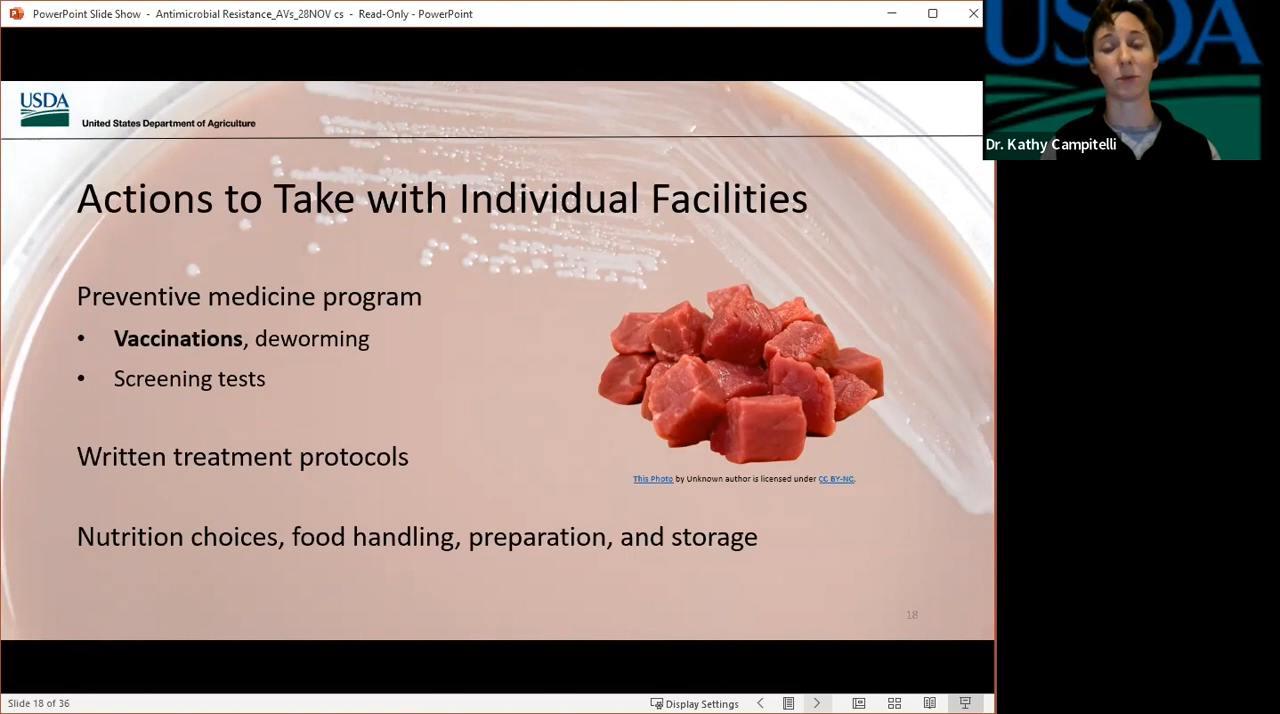 PowerPoint Slide Show - Antimicrobial Resistance_AVs_28NOV cs - Read-Only - PowerPoint
USDA
Dr. Kathy Campitelli
USDA
United States Department of Agriculture
Actions to Take with Individual Facilities
Preventive medicine program
• Vaccinations, deworming
• Screening tests
Written treatment protocols
This Photo by Unknown author is licensed under CC BY-NC.
Nutrition choices, food handling, preparation, and storage
18
Slide 18 of 36
Display Settings